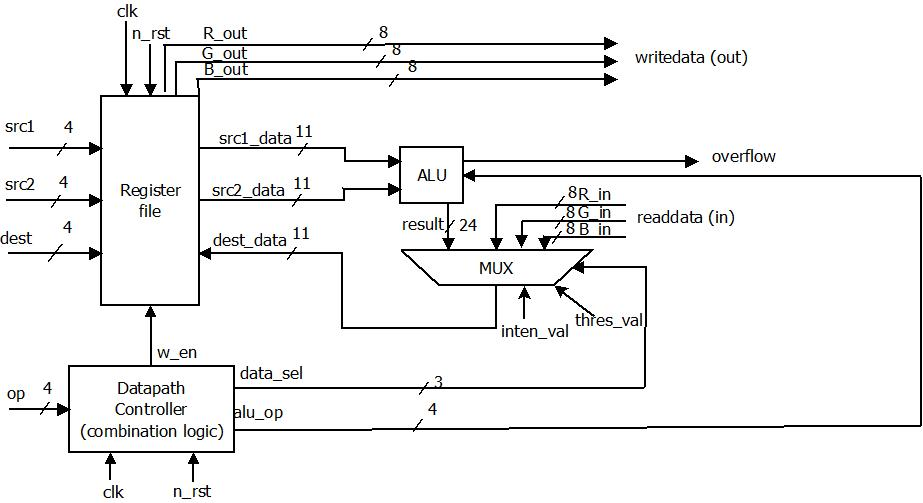 clk
n_rst
R_out
8
G_out
8
B_out
8
writedata (out)
src1
4
src1_data
11
ALU
overflow
src2
4
Register
file
src2_data
11
8
R_in
8
G_in
8
B_in
readdata (in)
result
24
dest
4
dest_data
11
MUX
inten_val
thres_val
w_en
op
4
Datapath
Controller
(combination logic)
data_sel
3
alu_op
4
clk
n_rst